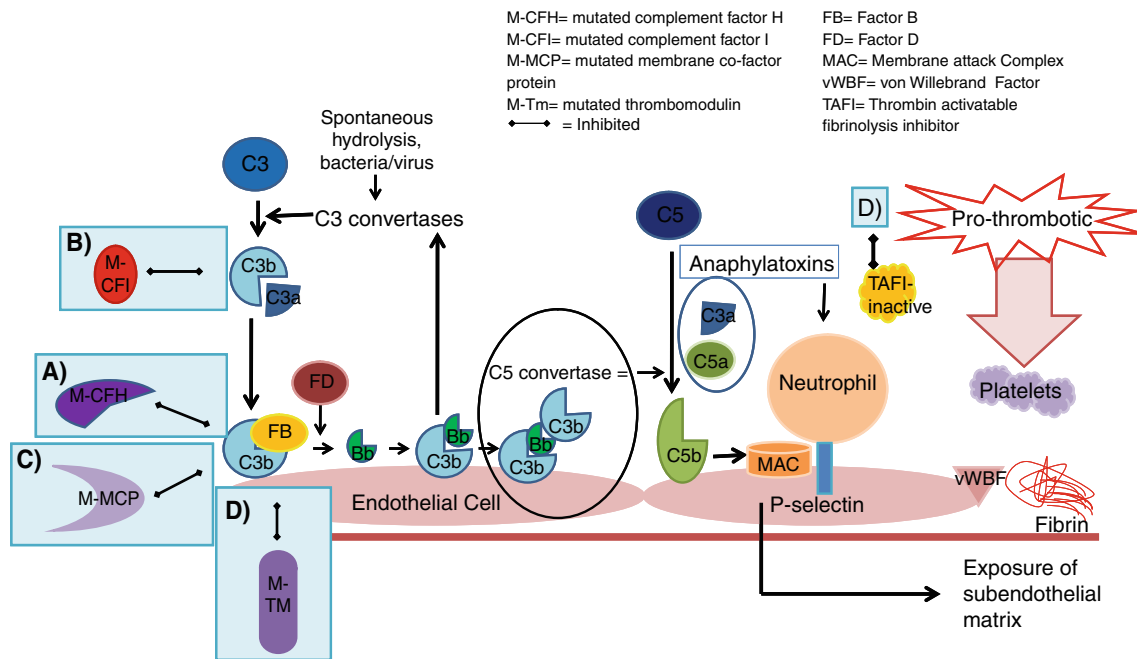 M-CFH= mutated complement factor H
M-CFI= mutated complement factor I
M-MCP= mutated membrane co-factor
protein
M-Tm= mutated thrombomodulin
= Inhibited
FB= Factor B
FD= Factor D
MAC= Membrane attack Complex
vWBF= von Willebrand Factor
TAFI= Thrombin activatable
fibrinolysis inhibitor
Spontaneous
hydrolysis,
bacteria/virus
C3
C3 convertases
B)
M-
CFI
C3b
C3a
A)
M-CFH
FD
FB
C3b
Bb
Bb
C3b
C)
M-MCP
D)
M-
TM
Endothelial Cell
C5 convertase =
C3b
Bb
C3b
C5
Anaphylatoxins
C3a
C5a
C5b
MAC
Neutrophil
P-selectin
D)
TAFI-
inactive
Pro-thrombotic
Platelets
vWBF
Fibrin
Exposure of
subendothelial
matrix